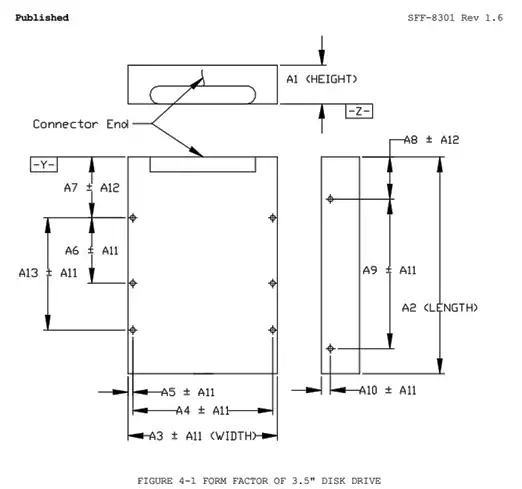 Published SFF-8301 Rev 1.6
A1 (HEIGHT)
-Z-
Connector End
A8 ± A12
-Y-
A7 ± A12
A6 ± A11
A13 ± A11
A9 ± A11
A2 (LENGTH)
A5 ± A11
A10 ± A11
A4 ± A11
A3 ± A11 (WIDTH)
FIGURE 4-1 FORM FACTOR OF 3.5" DISK DRIVE